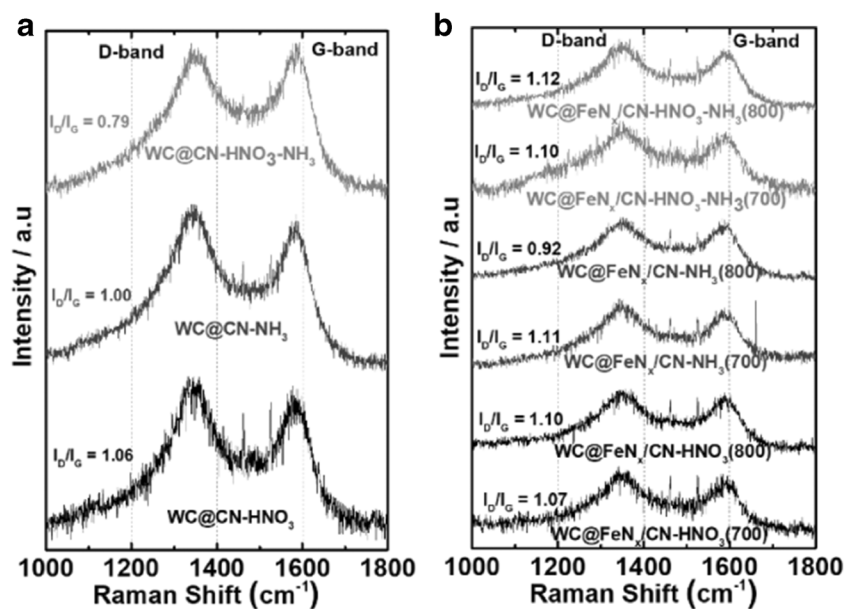 a
D-band G-band
I_D/I_G = 0.79
WC@CN-HNO₃-NH₃
I_D/I_G = 1.00
WC@CN-NH₃
I_D/I_G = 1.06
WC@CN-HNO₃
Intensity / a.u
1000 1200 1400 1600 1800
Raman Shift (cm⁻¹)
b
D-band G-band
I_D/I_G = 1.12
WC@FeNₓ/CN-HNO₃-NH₃(800)
I_D/I_G = 1.10
WC@FeNₓ/CN-HNO₃-NH3(700)
I_D/I_G = 0.92
WC@FeNₓ/CN-NH₃(800)
I_D/I_G = 1.11
WC@FeNₓ/CN-NH₃(700)
I_D/I_G = 1.10
WC@FeNₓ/CN-HNO₃(800)
I_D/I_G = 1.07
WC@FeNₓ/CN-HNO₃(700)
Intensity / a.u
1000 1200 1400 1600 1800
Raman Shift (cm⁻¹)